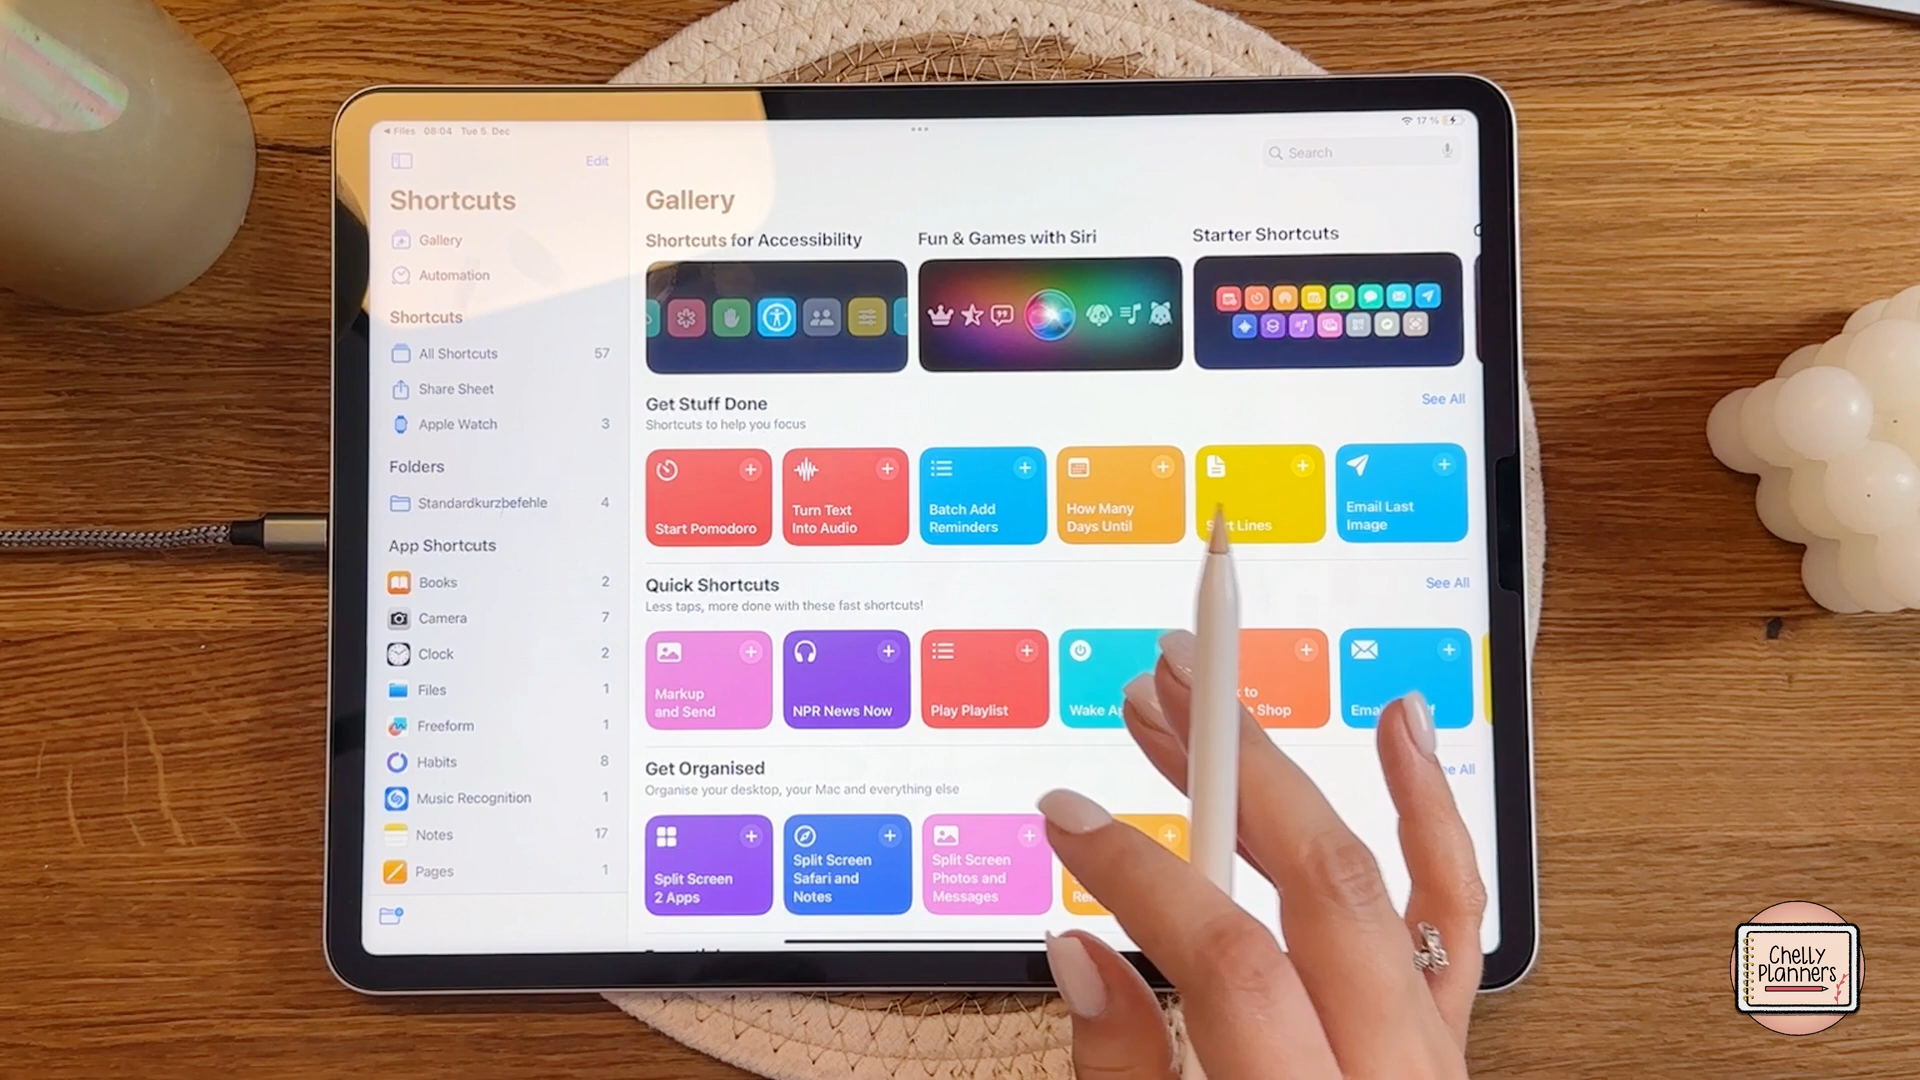 Files 08:04 Tue 5. Dec
17 %
Edit
Search
Shortcuts
Gallery
Automation
Shortcuts
All Shortcuts 57
Share Sheet
Apple Watch 3
Folders
Standardkurzbefehle 4
App Shortcuts
Books 2
Camera 7
Clock 2
Files 1
Freeform 1
Habits 8
Music Recognition 1
Notes 17
Pages 1
Gallery
Shortcuts for Accessibility
Fun & Games with Siri
Starter Shortcuts
Get Stuff Done
See All
Shortcuts to help you focus
Start Pomodoro
Turn Text
Into Audio
Batch Add
Reminders
How Many
Days Until
Lines
Email Last
Image
Quick Shortcuts
See All
Less taps, more done with these fast shortcuts!
Markup
and Send
NPR News Now
Play Playlist
Wake
to
Shop
Get Organised
All
Organise your desktop, your Mac and everything else
Split Screen
2 Apps
Split Screen
Safari and
Notes
Split Screen
Photos and
Messages
Chelly
Planners